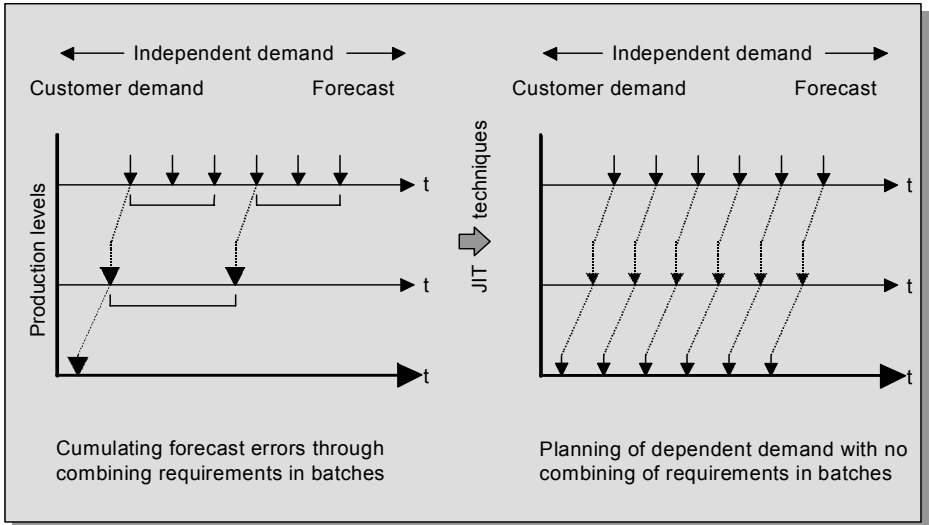 Independent demand
Customer demand
Forecast
Production levels
t
t
t
Cumulating forecast errors through
combining requirements in batches
JIT techniques
Independent demand
Customer demand
Forecast
t
t
t
Planning of dependent demand with no
combining of requirements in batches